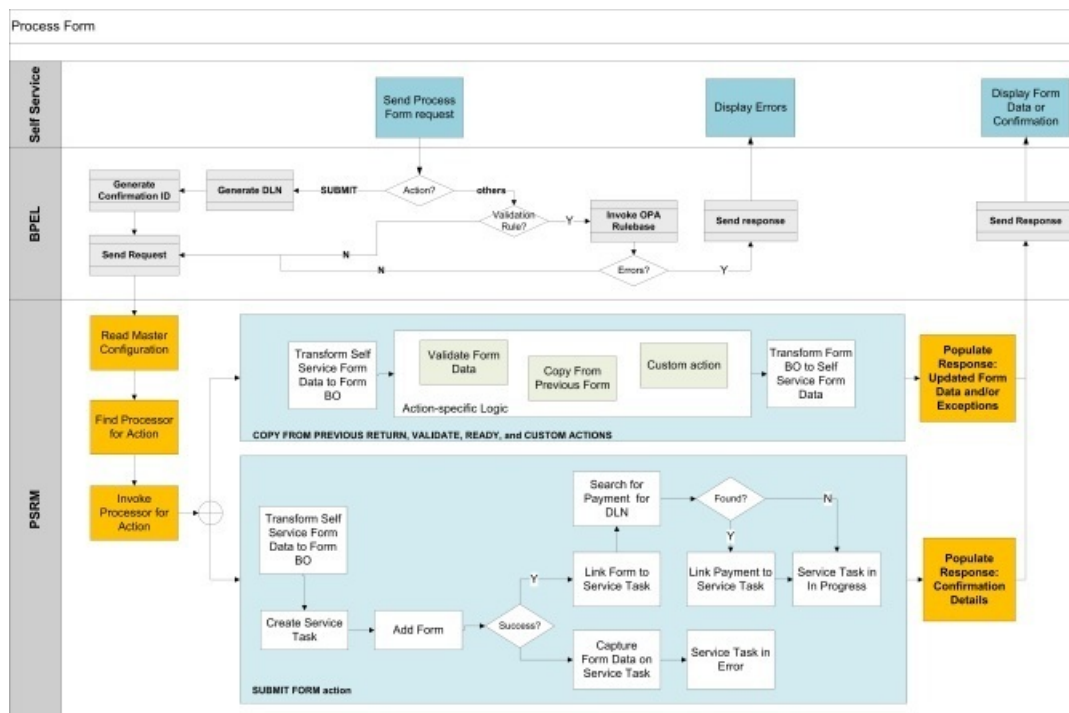 Process Form
Self Service
Send Process
Form request
Display Errors
Display Form
Data or
Confirmation
BPEL
Generate
Confirmation ID
Generate DLN
SUBMIT
Action?
others
Validation
Rule?
Y
Invoke OPA
Rulebase
Send response
Send Response
Send Request
N
N
Errors?
Y
PSRM
Read Master
Configuration
Find Processor
for Action
Invoke
Processor for
Action
Transform Self
Service Form
Data to Form
BO
Validate Form
Data
Copy From
Previous Form
Custom action
Action-specific Logic
Transform Form
BO to Self
Service Form
Data
COPY FROM PREVIOUS RETURN, VALIDATE, READY, and CUSTOM ACTIONS
Populate
Response:
Updated Form
Data and/or
Exceptions
Transform Self
Service Form
Data to Form
BO
Create Service
Task
Add Form
Success?
Y
Search for
Payment for
DLN
Found?
N
Y
Link Form to
Service Task
Link Payment to
Service Task
Service Task in
In Progress
Capture
Form Data on
Service Task
Service Task in
Error
SUBMIT FORM action
Populate
Response:
Confirmation
Details